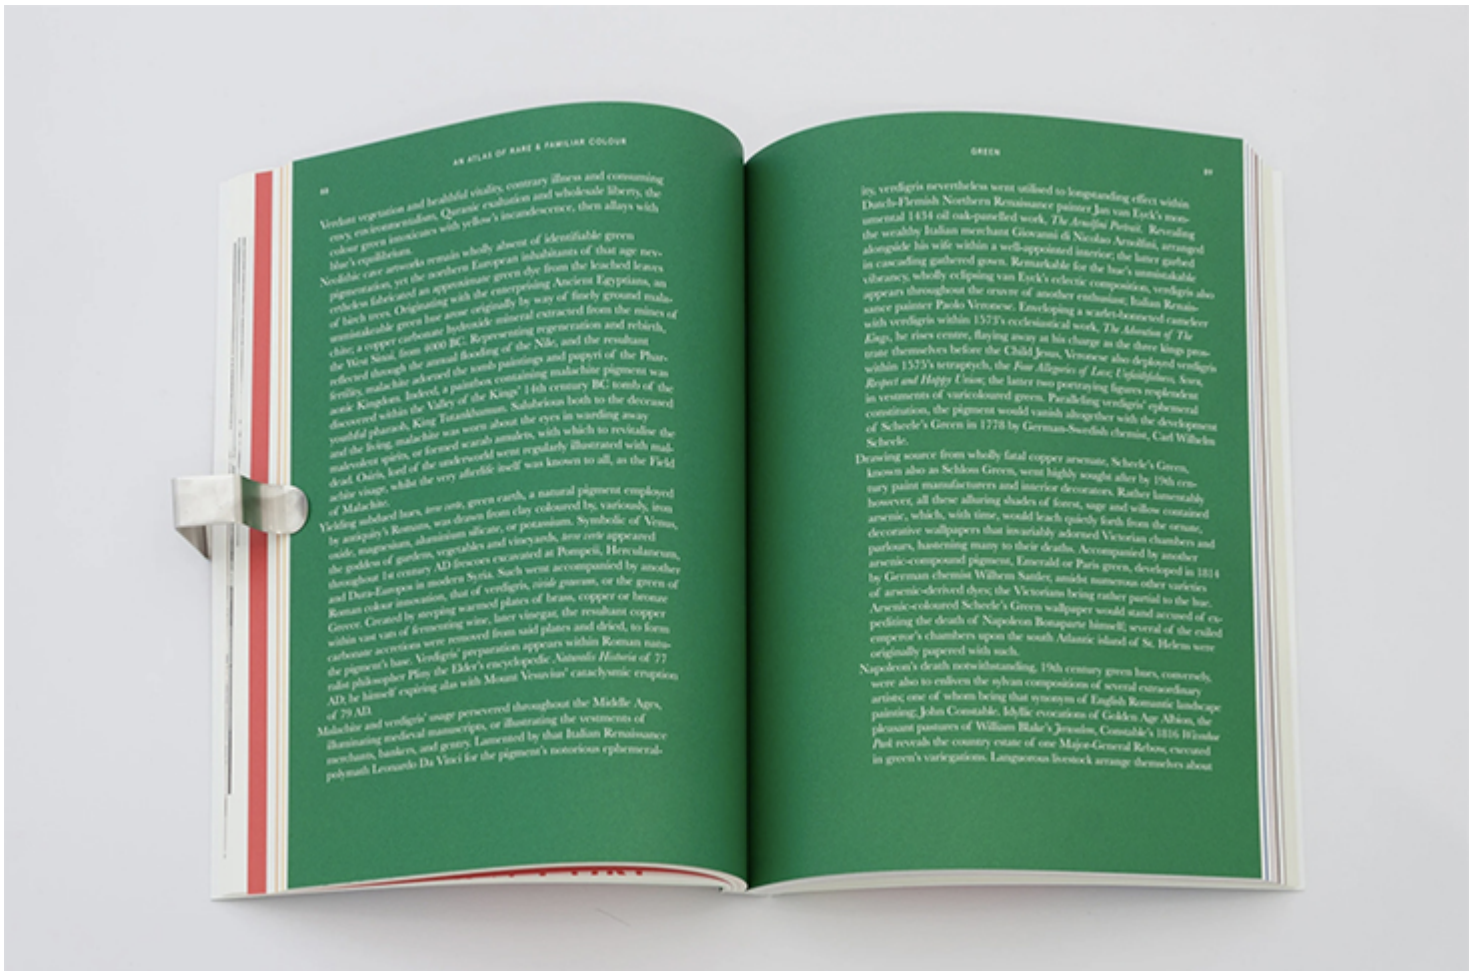 AN ATLAS OF RARE & FAMILIAR COLOUR
Verdant vegetation and healthful vitality, contrary illness and consuming
envy, environmentalism, Quranic exaltation and wholesale liberty, the
colour green intoxicates with yellow's incandescence, then allays with
blue's equilibrium.
Neolithic cave artworks remain wholly absent of identifiable green
pigmentation, yet the northern European inhabitants of that age nev-
ertheless fabricated an approximate green dye from the leached leaves
of birch trees. Originating with the enterprising Ancient Egyptians, an
unmistakeable green hue arose originally by way of finely ground mala-
chite; a copper carbonate hydroxide mineral extracted from the mines of
the West Sinai, from 4000 BC. Representing regeneration and rebirth,
reflected through the annual flooding of the Nile, and the resultant
fertility, malachite adorned the tomb paintings and papyri of the Phar-
aonic Kingdom. Indeed, a paintbox containing malachite pigment was
discovered within the Valley of the Kings' 14th century BC tomb of the
youthful pharaoh, King Tutankhamun. Salubrious both to the deceased
and the living, malachite was worn about the eyes in warding away
malevolent spirits, or formed scarab amulets, with which to revitalise the
dead. Osiris, lord of the underworld went regularly illustrated with mal-
achite visage, whilst the very afterlife itself was known to all, as the Field
of Malachite.
Yielding subdued hues, terre verte, green earth, a natural pigment employed
by antiquity's Romans, was drawn from clay coloured by, variously, iron
oxide, magnesium, aluminium silicate, or potassium. Symbolic of Venus,
the goddess of gardens, vegetables and vineyards, terre verte appeared
throughout 1st century AD frescoes excavated at Pompeii, Herculaneum,
and Dura-Europos in modern Syria. Such went accompanied by another
Roman colour innovation, that of verdigris, viride graecum, or the green of
Greece. Created by steeping warmed plates of brass, copper or bronze
within vast vats of fermenting wine, later vinegar, the resultant copper
carbonate accretions were removed from said plates and dried, to form
the pigment's base. Verdigris' preparation appears within Roman natu-
ralist philosopher Pliny the Elder's encyclopedic Naturalis Historia of 77
AD; he himself expiring alas with Mount Vesuvius' cataclysmic eruption
of 79 AD.
Malachite and verdigris' usage persevered throughout the Middle Ages,
illuminating medieval manuscripts, or illustrating the vestments of
merchants, bankers, and gentry. Lamented by that Italian Renaissance
polymath Leonardo Da Vinci for the pigment's notorious ephemeral-
GREEN
ity, verdigris nevertheless went utilised to longstanding effect within
Dutch-Flemish Northern Renaissance painter Jan van Eyck's mon-
umental 1434 oil oak-panelled work, The Arnolfini Portrait. Revealing
the wealthy Italian merchant Giovanni di Nicolao Arnolfini, arranged
alongside his wife within a well-appointed interior; the latter garbed
in cascading gathered gown. Remarkable for the hue's unmistakable
vibrancy, wholly eclipsing van Eyck's eclectic composition, verdigris also
appears throughout the œuvre of another enthusiast; Italian Renais-
sance painter Paolo Veronese. Enveloping a scarlet-bonneted cameleer
with verdigris within 1573's ecclesiastical work, The Adoration of The
Kings, he rises centre, flaying away at his charge as the three kings pros-
trate themselves before the Child Jesus. Veronese also deployed verdigris
within 1575's tetraptych, the Four Allegories of Love; Unfaithfulness, Scorn,
Respect and Happy Union; the latter two portraying figures resplendent
in vestments of varicoloured green. Paralleling verdigris' ephemeral
constitution, the pigment would vanish altogether with the development
of Scheele's Green in 1778 by German-Swedish chemist, Carl Wilhelm
Scheele.
Drawing source from wholly fatal copper arsenate, Scheele's Green,
known also as Schloss Green, went highly sought after by 19th cen-
tury paint manufacturers and interior decorators. Rather lamentably
however, all these alluring shades of forest, sage and willow contained
arsenic, which, with time, would leach quietly forth from the ornate,
decorative wallpapers that invariably adorned Victorian chambers and
parlours, hastening many to their deaths. Accompanied by another
arsenic-compound pigment, Emerald or Paris green, developed in 1814
by German chemist Wilhem Sattler, amidst numerous other varieties
of arsenic-derived dyes; the Victorians being rather partial to the hue.
Arsenic-coloured Scheele's Green wallpaper would stand accused of ex-
pediting the death of Napoleon Bonaparte himself; several of the exiled
emperor's chambers upon the south Atlantic island of St. Helena were
originally papered with such.
Napoleon's death notwithstanding, 19th century green hues, conversely,
were also to enliven the sylvan compositions of several extraordinary
artists; one of whom being that synonym of English Romantic landscape
painting; John Constable. Idyllic evocations of Golden Age Albion, the
pleasant pastures of William Blake's Jerusalem, Constable's 1816 Wivenhoe
Park reveals the country estate of one Major-General Rebow, executed
in green's variegations. Languorous livestock arrange themselves about